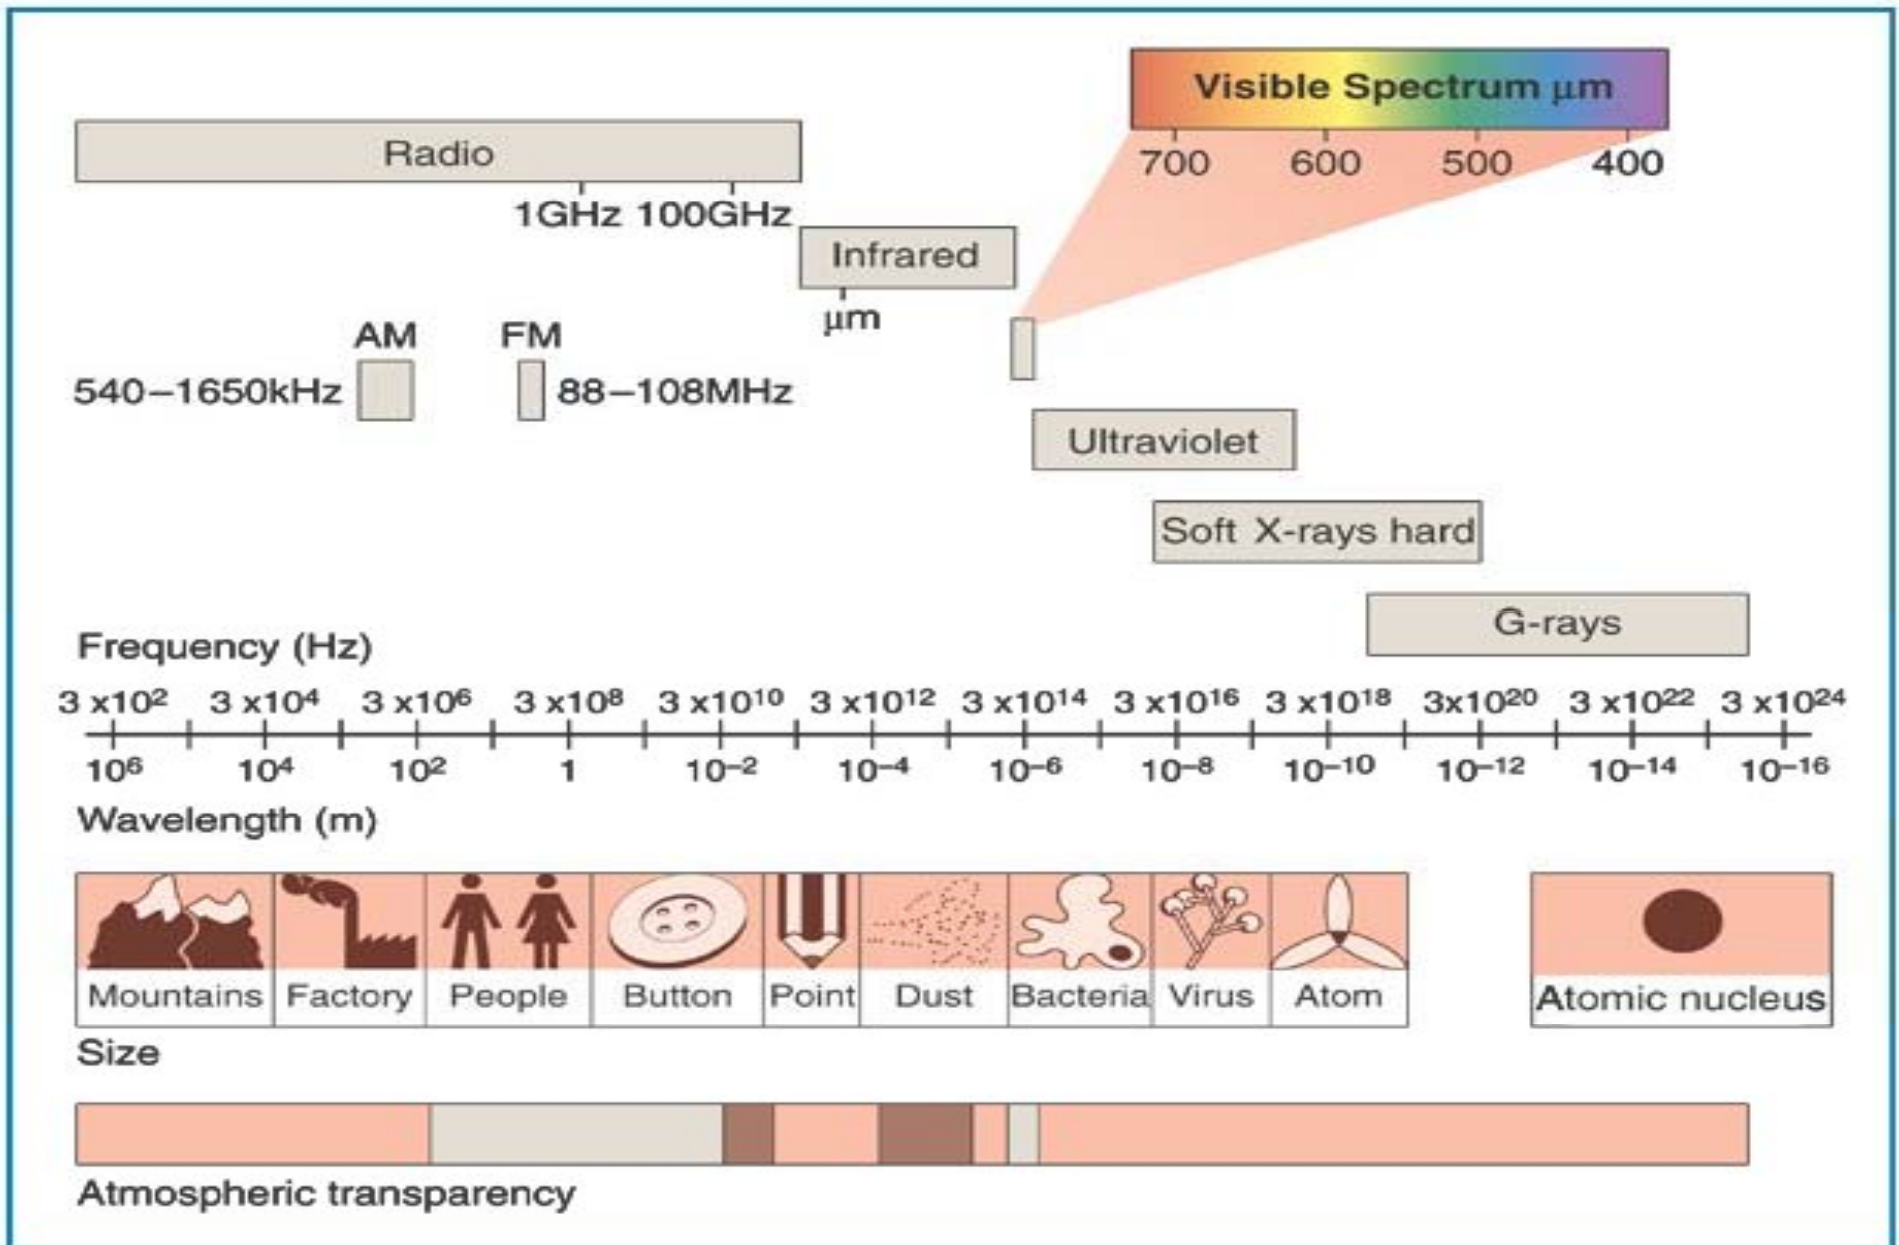 Visible Spectrum μm
700 600 500 400
Radio
1GHz 100GHz
Infrared
μm
AM FM
540–1650kHz 88–108MHz
Ultraviolet
Soft X-rays hard
G-rays
Frequency (Hz)
3 x10² 3 x10⁴ 3 x10⁶ 3 x10⁸ 3 x10¹⁰ 3 x10¹² 3 x10¹⁴ 3 x10¹⁶ 3 x10¹⁸ 3x10²⁰ 3 x10²² 3 x10²⁴
10⁶ 10⁴ 10² 1 10⁻² 10⁻⁴ 10⁻⁶ 10⁻⁸ 10⁻¹⁰ 10⁻¹² 10⁻¹⁴ 10⁻¹⁶
Wavelength (m)
Mountains Factory People Button Point Dust Bacteria Virus Atom Atomic nucleus
Size
Atmospheric transparency